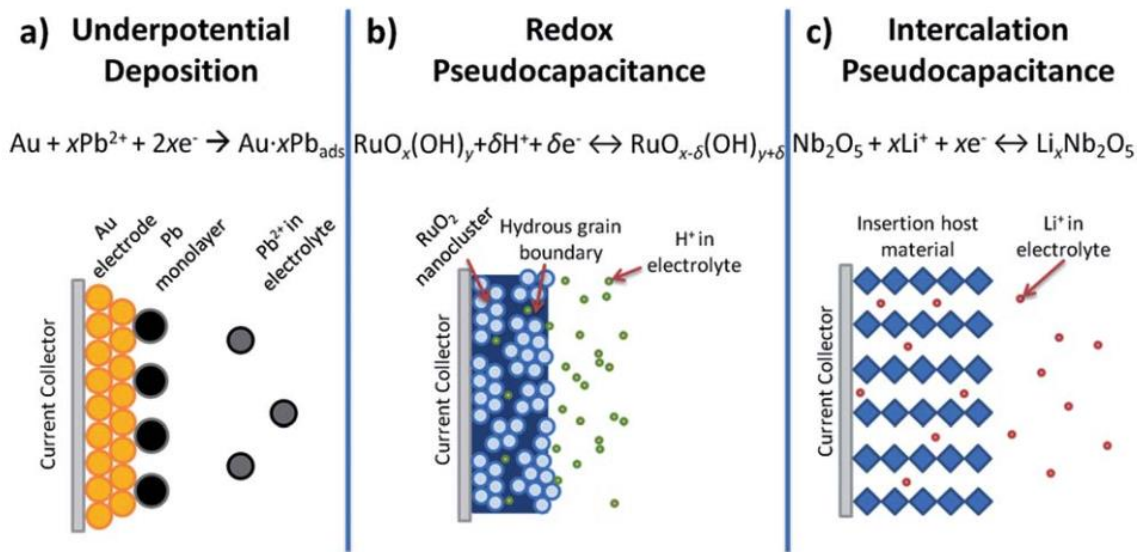 a) Underpotential
Deposition
Au + xPb²⁺ + 2xe⁻ → Au·xPb_ads
Au
electrode
Pb
monolayer
Pb²⁺ in
electrolyte
Current Collector
b) Redox
Pseudocapacitance
RuOₓ(OH)ᵧ+δH⁺+ δe⁻ ↔ RuOₓ₋δ(OH)ᵧ₊δ
RuO₂
nanocluster
Hydrous grain
boundary
H⁺ in
electrolyte
Current Collector
c) Intercalation
Pseudocapacitance
Nb₂O₅ + xLi⁺ + xe⁻ ↔ LiₓNb₂O₅
Insertion host
material
Li⁺ in
electrolyte
Current Collector